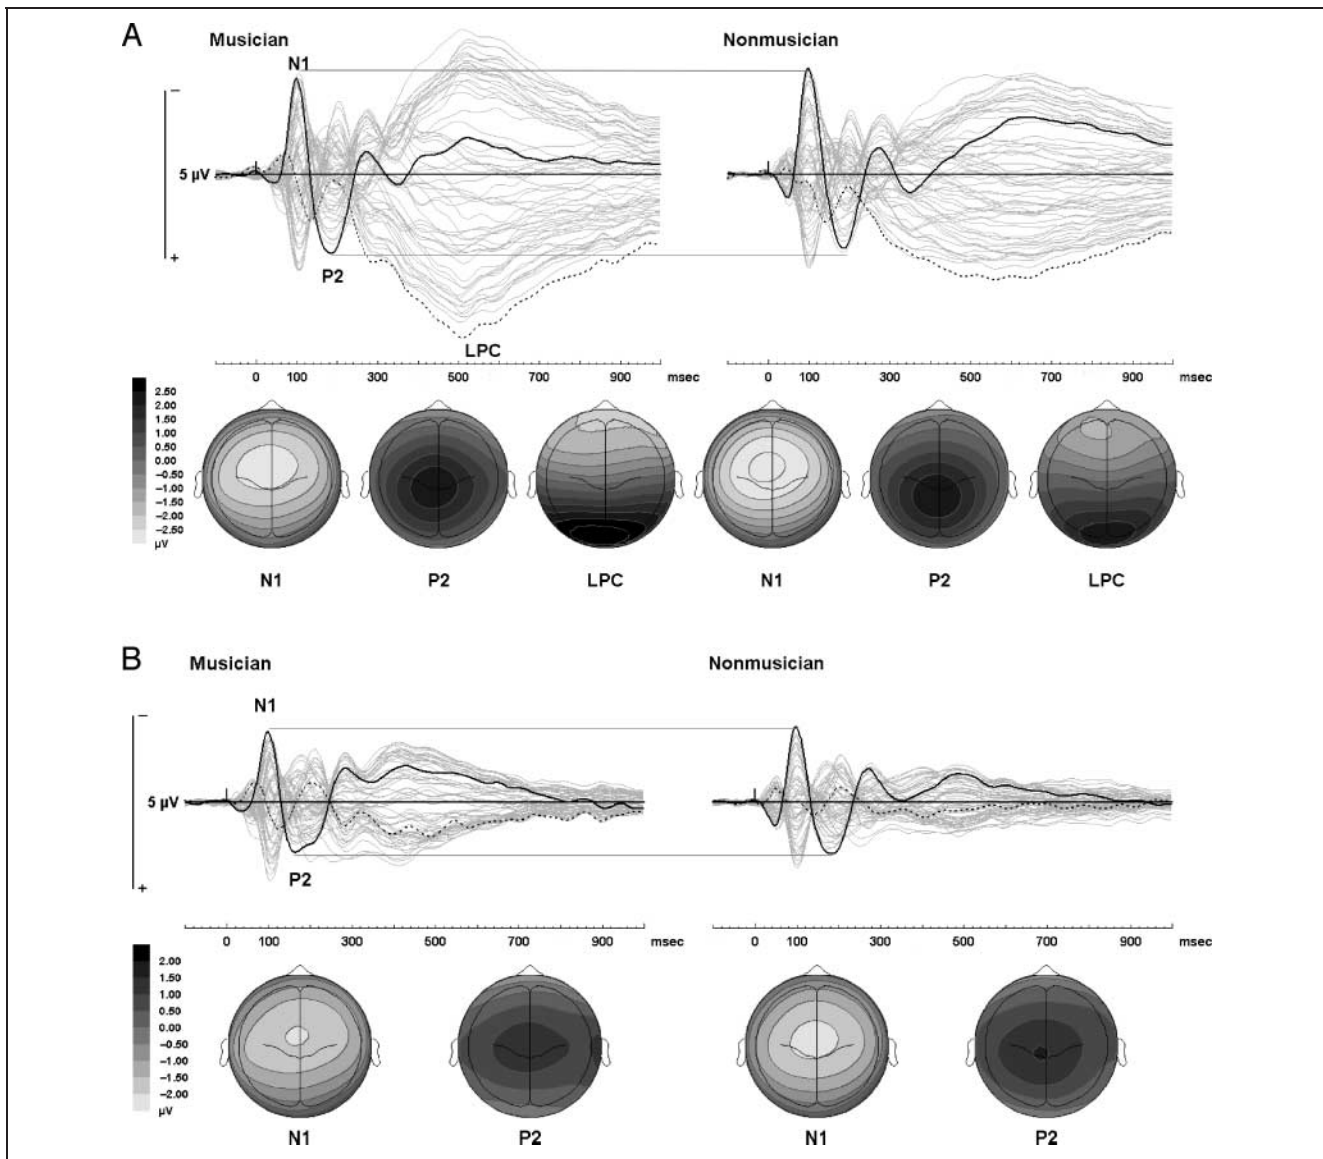 A
Musician
Nonmusician
N1
−
5 µV
+
P2
LPC
0 100 300 500 700 900 msec
0 100 300 500 700 900 msec
2.50
2.00
1.50
1.00
0.50
0.00
−0.50
−1.00
−1.50
−2.00
−2.50
µV
N1 P2 LPC N1 P2 LPC
B
Musician
Nonmusician
N1
−
5 µV
+
P2
0 100 300 500 700 900 msec
0 100 300 500 700 900 msec
2.00
1.50
1.00
0.50
0.00
−0.50
−1.00
−1.50
−2.00
µV
N1 P2 N1 P2